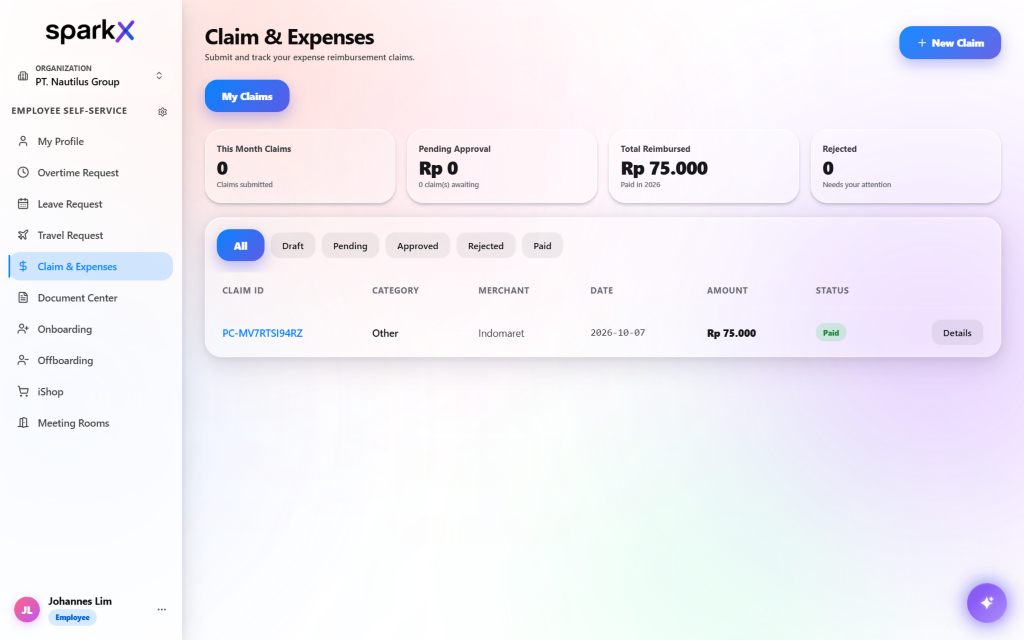 sparkX
ORGANIZATION
PT. Nautilus Group
EMPLOYEE SELF-SERVICE
My Profile
Overtime Request
Leave Request
Travel Request
Claim & Expenses
Document Center
Onboarding
Offboarding
iShop
Meeting Rooms
JL
Johannes Lim
Employee
Claim & Expenses
Submit and track your expense reimbursement claims.
+ New Claim
My Claims
This Month Claims
0
Claims submitted
Pending Approval
Rp 0
0 claim(s) awaiting
Total Reimbursed
Rp 75.000
Paid in 2026
Rejected
0
Needs your attention
All Draft Pending Approved Rejected Paid
CLAIM ID CATEGORY MERCHANT DATE AMOUNT STATUS
PC-MV7RTSI94RZ Other Indomaret 2026-10-07 Rp 75.000 Paid Details